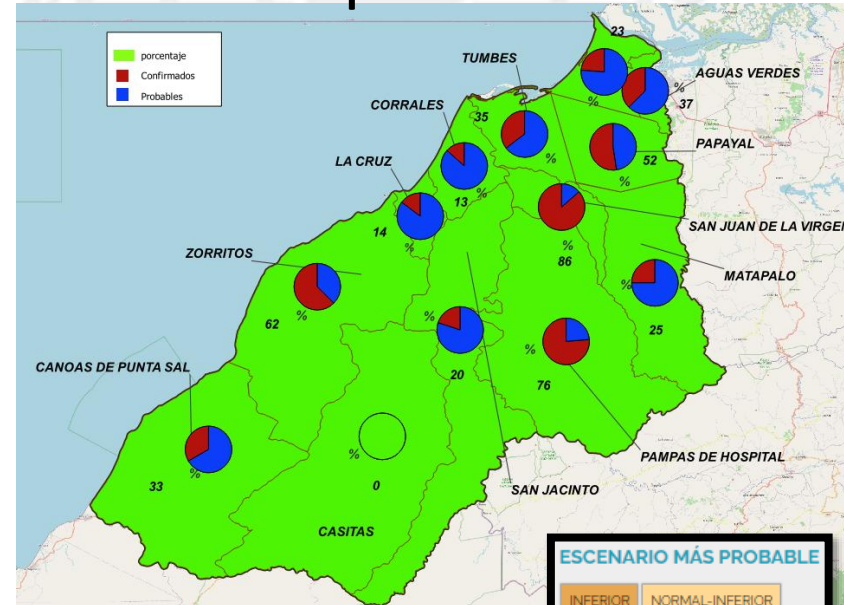 porcentaje
Confirmados
Probables
23
TUMBES
AGUAS VERDES
%
%
37
CORRALES
35
%
PAPAYAL
52
%
LA CRUZ
%
13
14
%
SAN JUAN DE LA VIRGEN
%
86
ZORRITOS
MATAPALO
%
25
%
62
%
20
%
76
CANOAS DE PUNTA SAL
%
33
%
0
PAMPAS DE HOSPITAL
SAN JACINTO
CASITAS
ESCENARIO MÁS PROBABLE
INFERIOR
NORMAL-INFERIOR